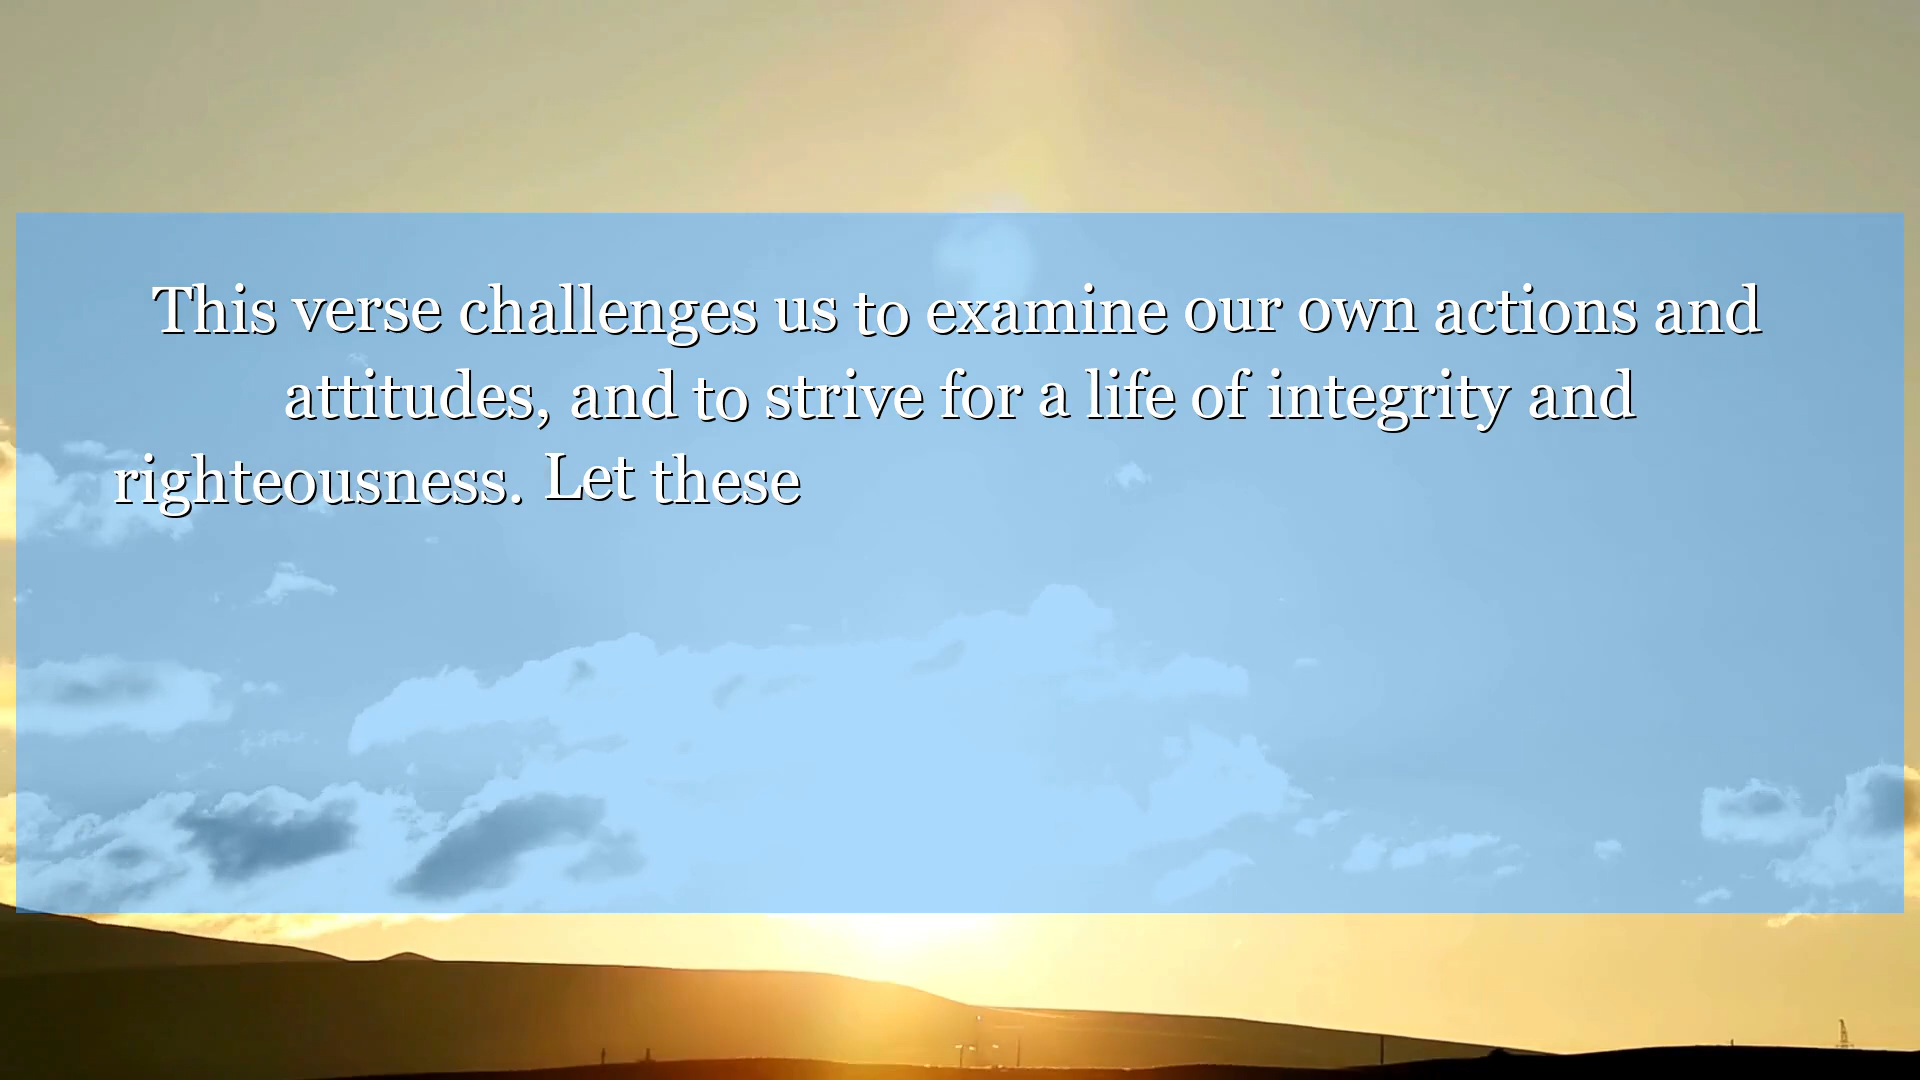 This verse challenges us to examine our own actions and
attitudes, and to strive for a life of integrity and
righteousness. Let these